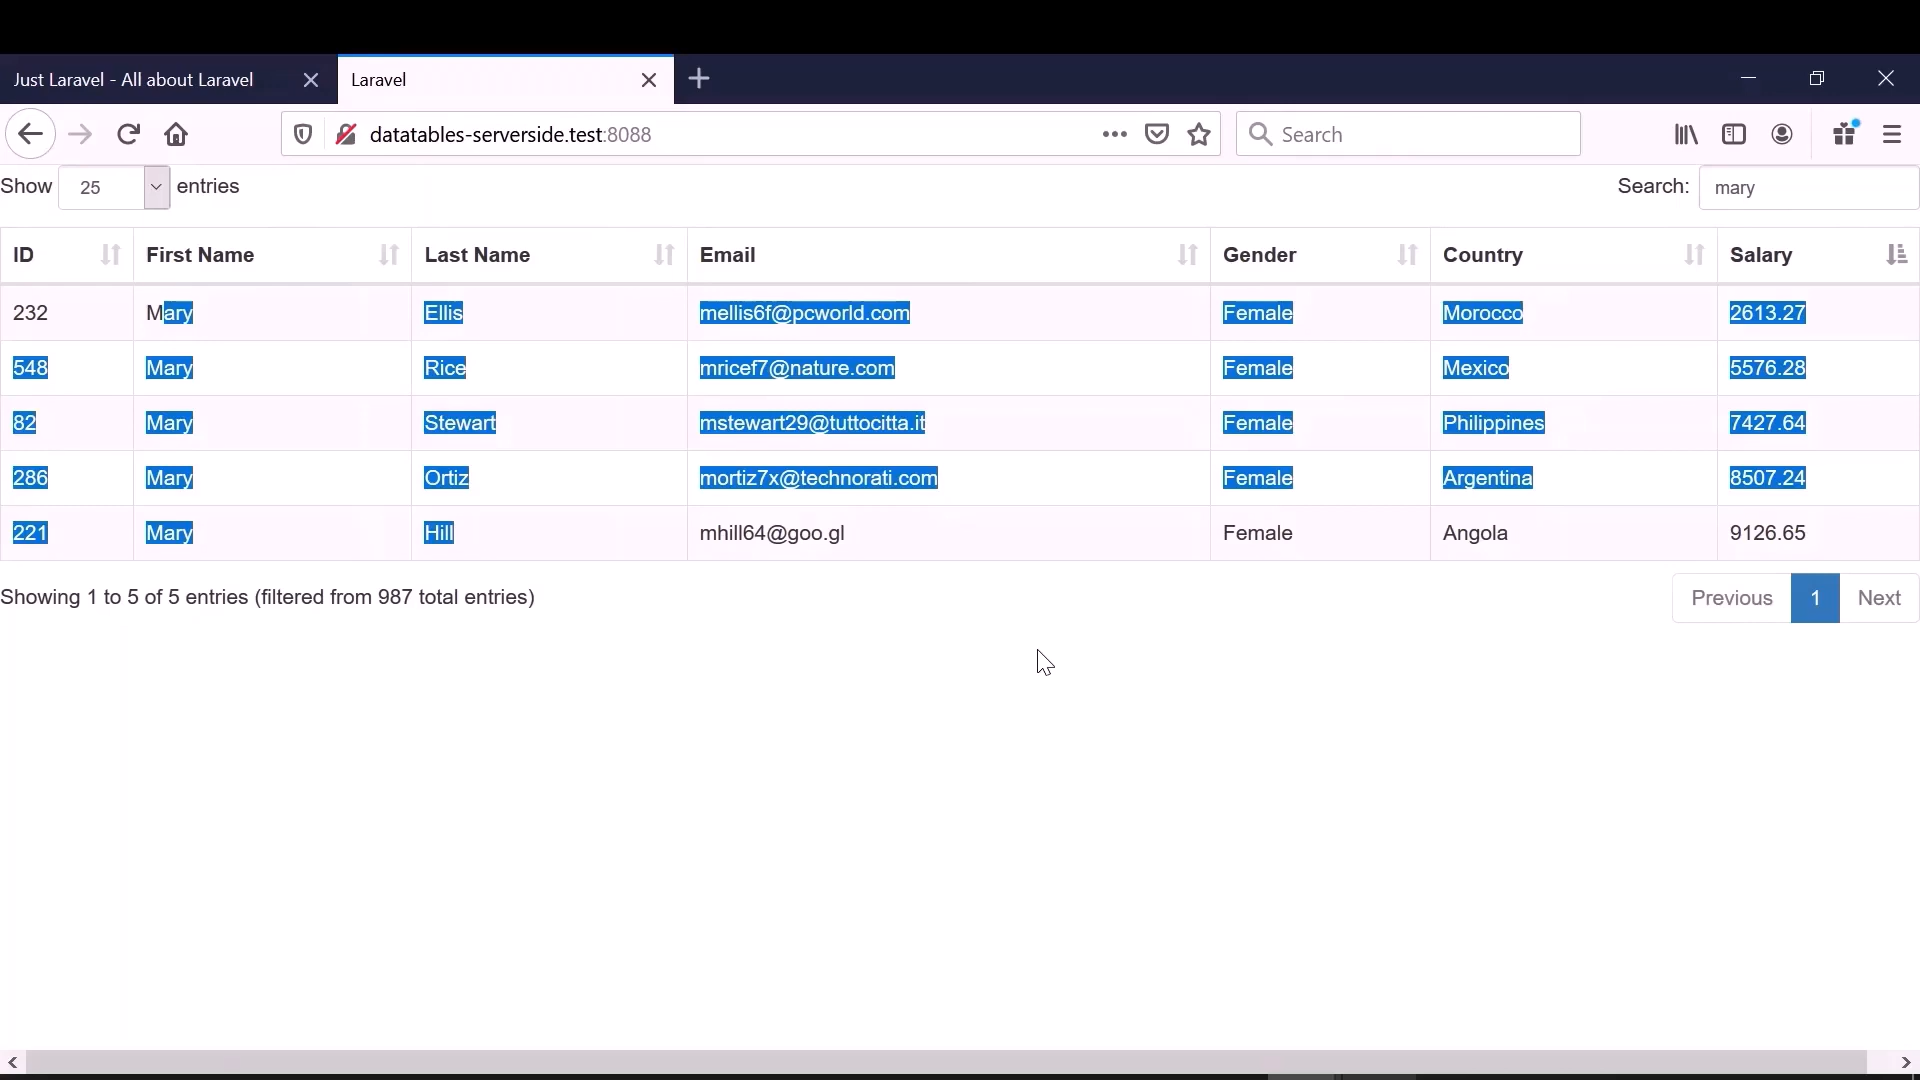 Just Laravel - All about Laravel Laravel
datatables-serverside.test:8088 Search
Show 25 entries Search: mary
ID First Name Last Name Email Gender Country Salary
232 Mary Ellis mellis6f@pcworld.com Female Morocco 2613.27
548 Mary Rice mricef7@nature.com Female Mexico 5576.28
82 Mary Stewart mstewart29@tuttocitta.it Female Philippines 7427.64
286 Mary Ortiz mortiz7x@technorati.com Female Argentina 8507.24
221 Mary Hill mhill64@goo.gl Female Angola 9126.65
Showing 1 to 5 of 5 entries (filtered from 987 total entries) Previous 1 Next